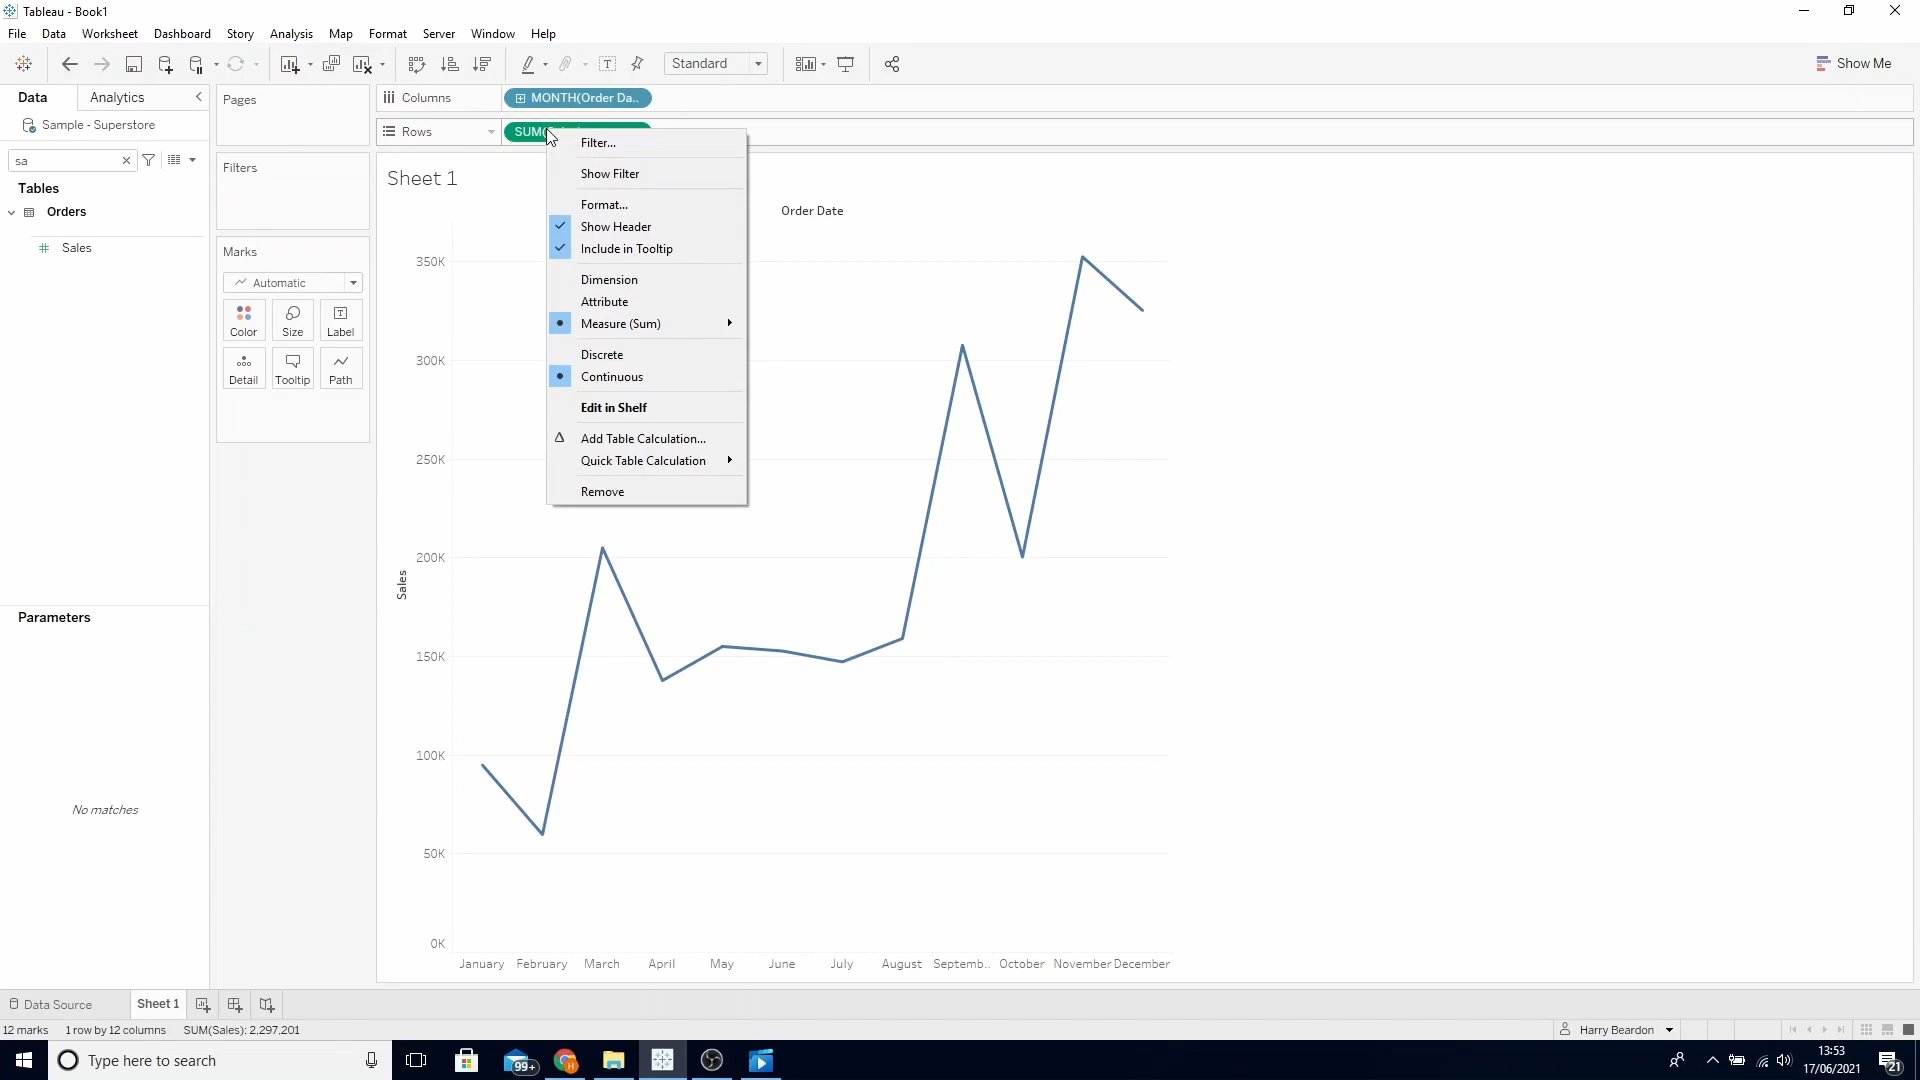 Tableau - Book1
File Data Worksheet Dashboard Story Analysis Map Format Server Window Help
Standard
Show Me
Data Analytics
Sample - Superstore
sa
Tables
Orders
Sales
Parameters
No matches
Pages
Filters
Marks
Automatic
Color Size Label
Detail Tooltip Path
Columns MONTH(Order Da..
Rows SUM(
Filter...
Show Filter
Format...
Show Header
Include in Tooltip
Dimension
Attribute
Measure (Sum)
Discrete
Continuous
Edit in Shelf
Add Table Calculation...
Quick Table Calculation
Remove
Sheet 1
Order Date
350K
300K
250K
200K
150K
100K
50K
0K
Sales
January February March April May June July August Septemb.. October November December
Data Source Sheet 1
12 marks 1 row by 12 columns SUM(Sales): 2,297,201
Harry Beardon
Type here to search
99+
13:53
17/06/2021
21